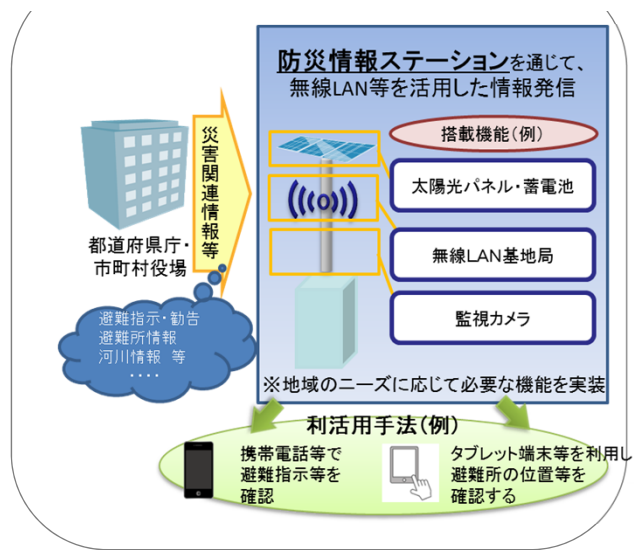 防災情報ステーションを通じて、
無線LAN等を活用した情報発信
搭載機能(例)
太陽光パネル・蓄電池
無線LAN基地局
監視カメラ
災害関連情報等
都道府県庁・
市町村役場
避難指示・勧告
避難所情報
河川情報 等
・・・・
※地域のニーズに応じて必要な機能を実装
利活用手法(例)
携帯電話等で
避難指示等を
確認
タブレット端末等を利用し
避難所の位置等を
確認する